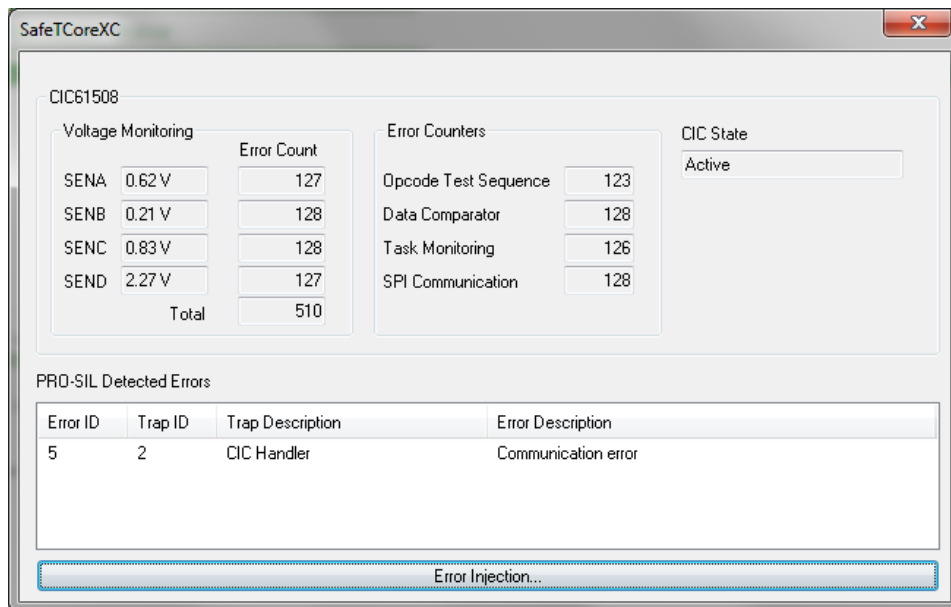 SafeTCoreXC
CIC61508
Voltage Monitoring
Error Count
SENA 0.62 V 127
SENB 0.21 V 128
SENC 0.83 V 128
SEND 2.27 V 127
Total 510
Error Counters
Opcode Test Sequence 123
Data Comparator 128
Task Monitoring 126
SPI Communication 128
CIC State
Active
PRO-SIL Detected Errors
Error ID Trap ID Trap Description Error Description
5 2 CIC Handler Communication error
Error Injection...